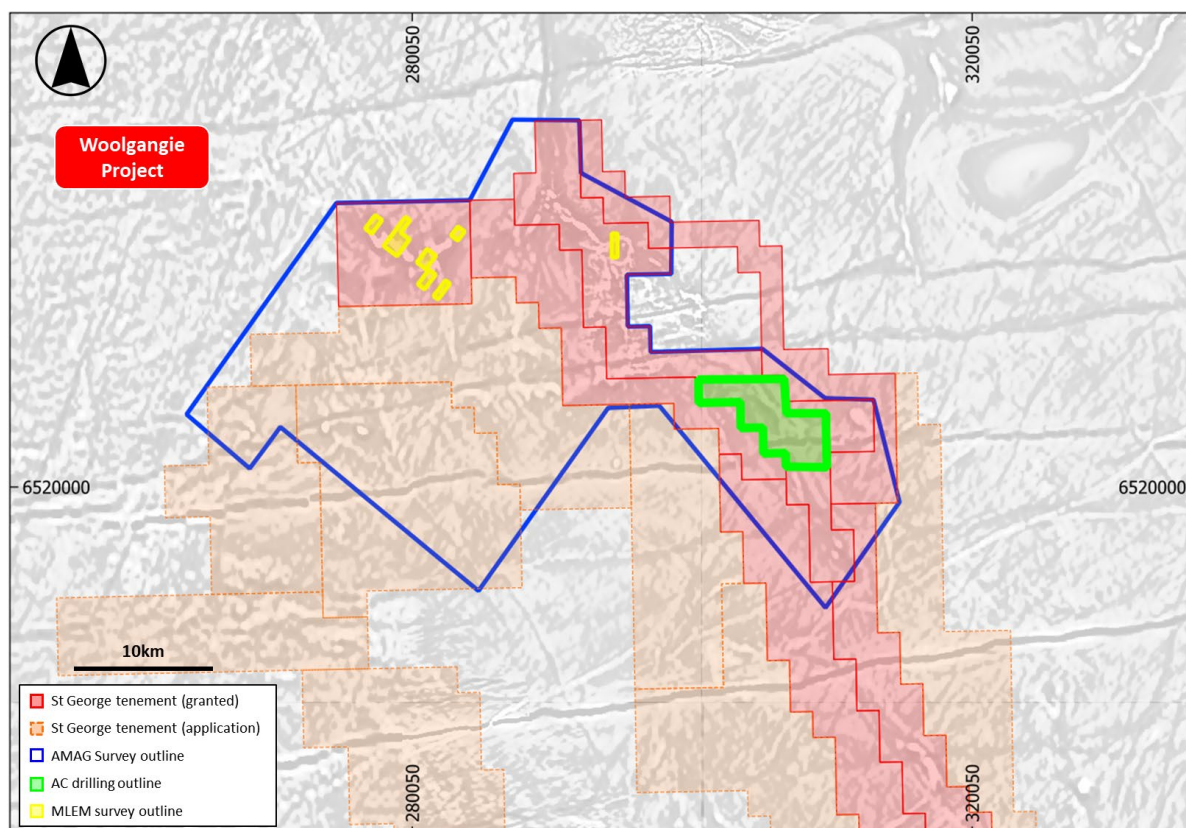 280050
320050
Woolgangie
Project
6520000
6520000
10km
St George tenement (granted)
St George tenement (application)
AMAG Survey outline
AC drilling outline
MLEM survey outline
280050
320050